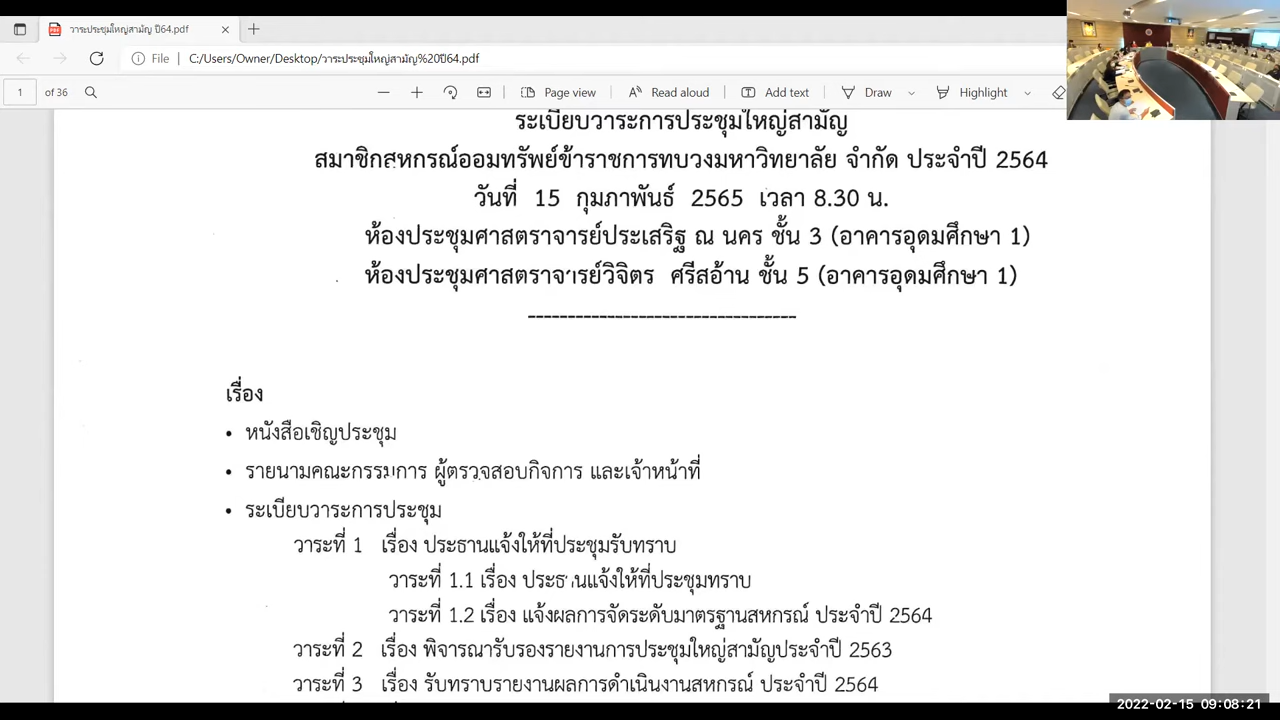 วาระประชุมใหญ่สามัญ ปี64.pdf
File C:/Users/Owner/Desktop/วาระประชุมใหญ่สามัญ%20ปี64.pdf
1 of 36 Page view Read aloud Add text Draw Highlight
ระเบียบวาระการประชุมใหญ่สามัญ
สมาชิกสหกรณ์ออมทรัพย์ข้าราชการทบวงมหาวิทยาลัย จำกัด ประจำปี 2564
วันที่ 15 กุมภาพันธ์ 2565 เวลา 8.30 น.
ห้องประชุมศาสตราจารย์ประเสริฐ ณ นคร ชั้น 3 (อาคารอุดมศึกษา 1)
ห้องประชุมศาสตราจารย์วิจิตร ศรีสอ้าน ชั้น 5 (อาคารอุดมศึกษา 1)
----------------------------------
เรื่อง
• หนังสือเชิญประชุม
• รายนามคณะกรรมการ ผู้ตรวจสอบกิจการ และเจ้าหน้าที่
• ระเบียบวาระการประชุม
วาระที่ 1 เรื่อง ประธานแจ้งให้ที่ประชุมรับทราบ
วาระที่ 1.1 เรื่อง ประธานแจ้งให้ที่ประชุมทราบ
วาระที่ 1.2 เรื่อง แจ้งผลการจัดระดับมาตรฐานสหกรณ์ ประจำปี 2564
วาระที่ 2 เรื่อง พิจารณารับรองรายงานการประชุมใหญ่สามัญประจำปี 2563
วาระที่ 3 เรื่อง รับทราบรายงานผลการดำเนินงานสหกรณ์ ประจำปี 2564
2022-02-15 09:08:21